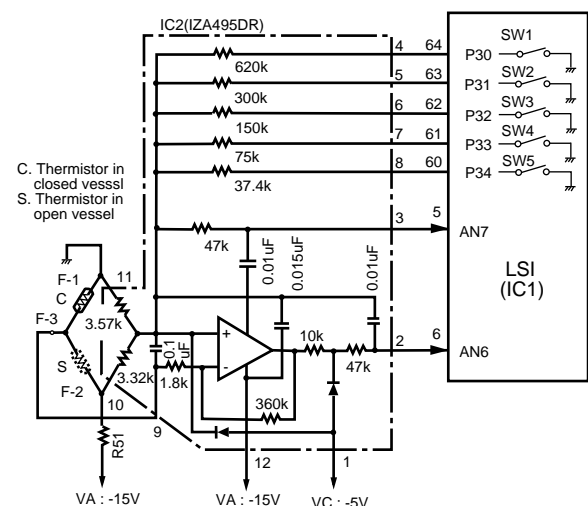 IC2(IZA495DR)
4 64
620k
P30
SW1
5 63
300k
P31
SW2
6 62
150k
P32
SW3
7 61
75k
P33
SW4
8 60
37.4k
P34
SW5
C. Thermistor in
closed vesssl
S. Thermistor in
open vessel
47k
3 5
AN7
0.01uF
0.015uF
0.01uF
LSI
(IC1)
F-1
C
11
F-3
3.57k
S
F-2
3.32k
10
0.1
uF
1.8k
+
-
10k
47k
2 6
AN6
360k
9
R51
12
1
VA : -15V
VA : -15V
VC : -5V